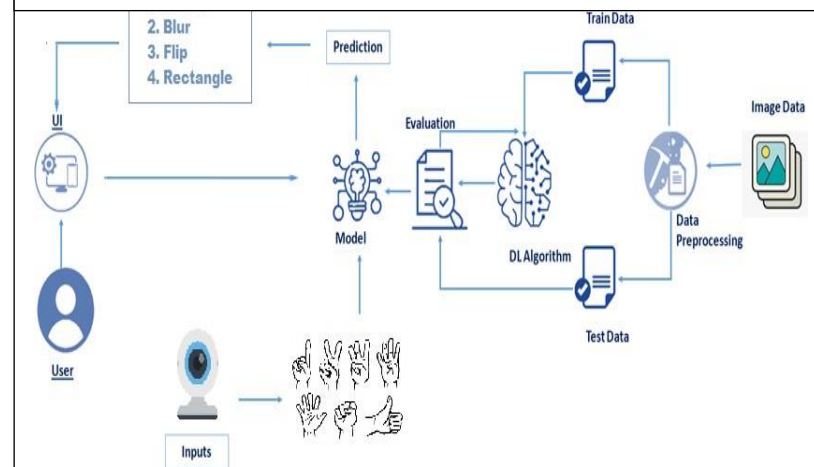 2. Blur
3. Flip
4. Rectangle
Prediction
Train Data
Image Data
UI
Evaluation
Model
DL Algorithm
Data
Preprocessing
Test Data
User
Inputs